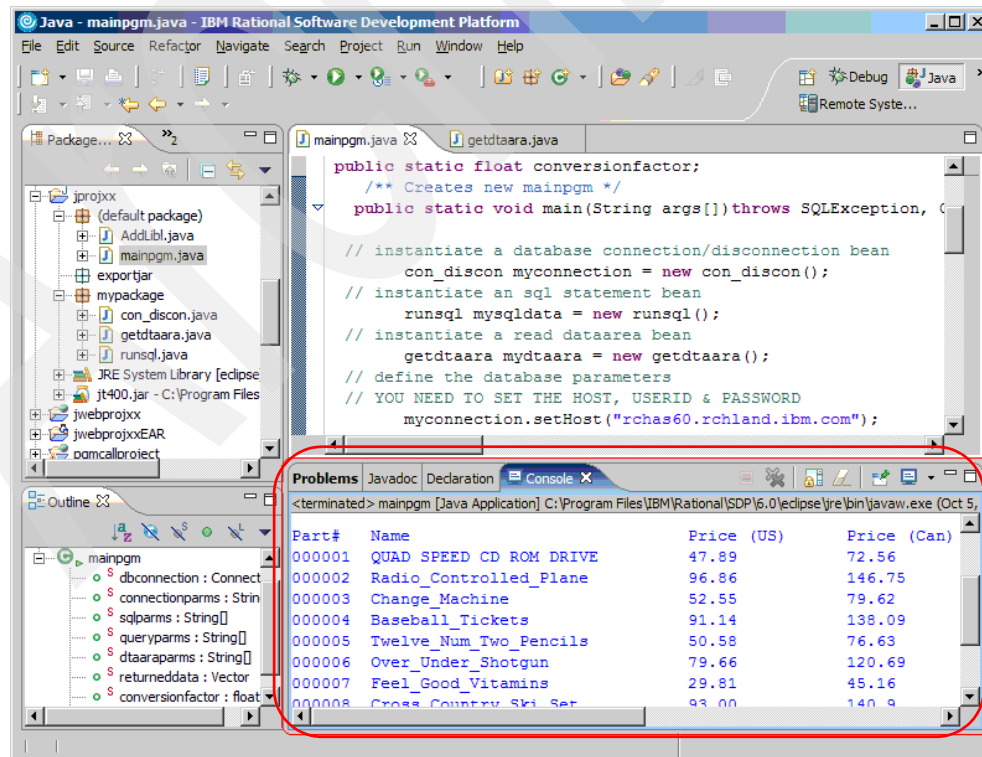 Java - mainpgm.java - IBM Rational Software Development Platform
File Edit Source Refactor Navigate Search Project Run Window Help
Debug Java
Remote Syste...
Package... 2
jprojxx
(default package)
AddLibl.java
mainpgm.java
exportjar
mypackage
con_discon.java
getdtaara.java
runsql.java
JRE System Library [eclipse
jt400.jar - C:\Program Files
jwebprojxx
jwebprojxxEAR
pgmcallproject
mainpgm.java getdtaara.java
public static float conversionfactor;
/** Creates new mainpgm */
public static void main(String args[])throws SQLException,
// instantiate a database connection/disconnection bean
con_discon myconnection = new con_discon();
// instantiate an sql statement bean
runsql mysqldata = new runsql();
// instantiate a read dataarea bean
getdtaara mydtaara = new getdtaara();
// define the database parameters
// YOU NEED TO SET THE HOST, USERID & PASSWORD
myconnection.setHost("rchas60.rchland.ibm.com");
Outline
mainpgm
S dbconnection : Connect
S connectionparms : Strin
S sqlparms : String[]
S queryparms : String[]
S dtaaraparms : String[]
S returneddata : Vector
S conversionfactor : float
Problems Javadoc Declaration Console
<terminated> mainpgm [Java Application] C:\Program Files\IBM\Rational\SDP\6.0\eclipse\jre\bin\javaw.exe (Oct 5,
Part# Name Price (US) Price (Can)
000001 QUAD SPEED CD ROM DRIVE 47.89 72.56
000002 Radio_Controlled_Plane 96.86 146.75
000003 Change_Machine 52.55 79.62
000004 Baseball_Tickets 91.14 138.09
000005 Twelve_Num_Two_Pencils 50.58 76.63
000006 Over_Under_Shotgun 79.66 120.69
000007 Feel_Good_Vitamins 29.81 45.16
000008 Cross_Country_Ski_Set 93.00 140.9